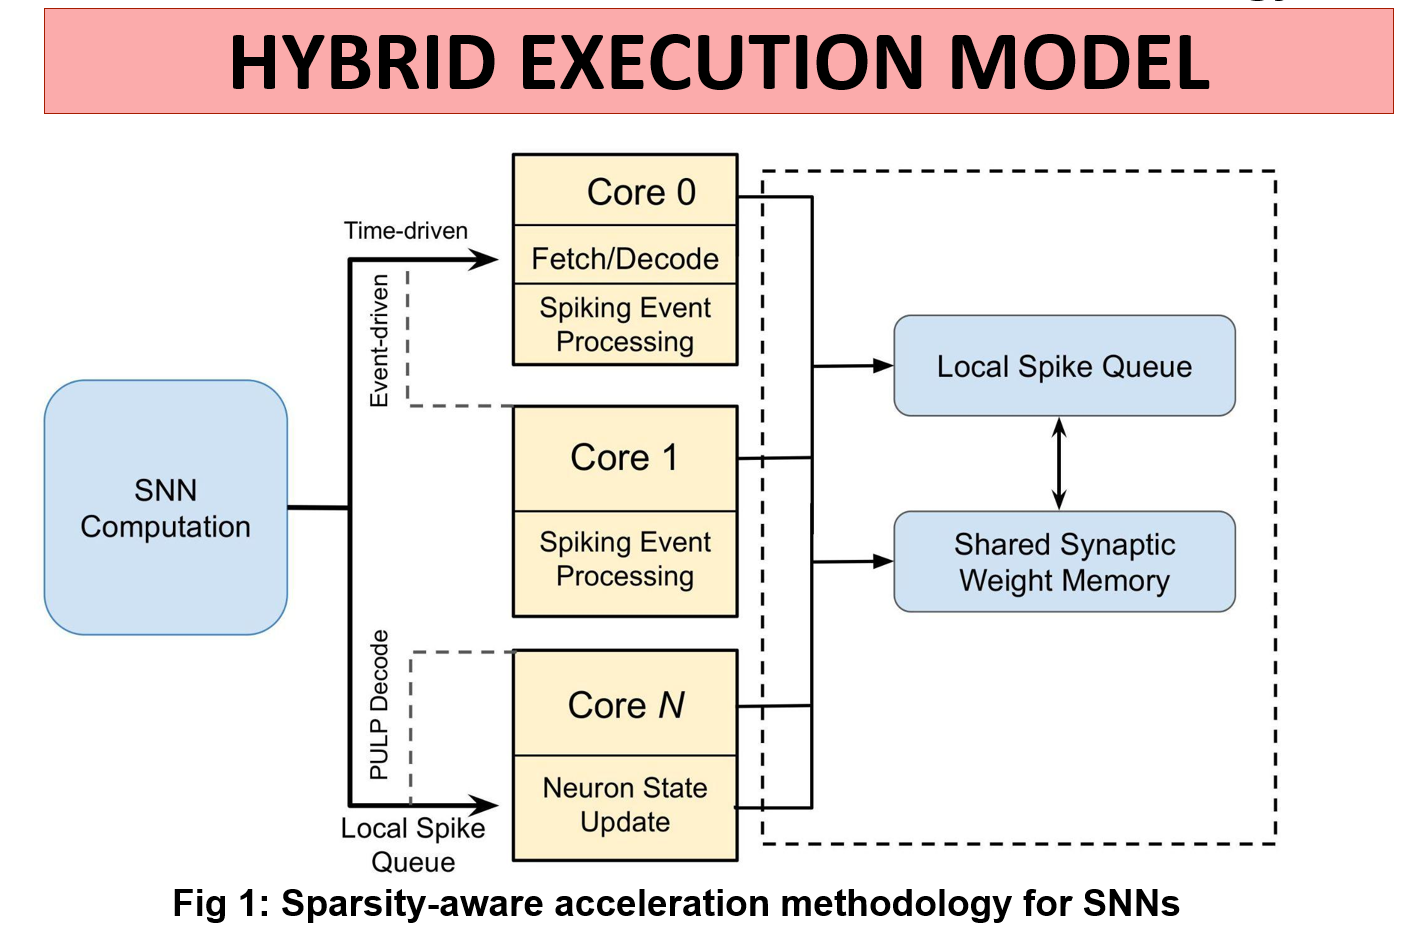 HYBRID EXECUTION MODEL
Time-driven
Event-driven
SNN
Computation
PULP Decode
Local Spike
Queue
Core 0
Fetch/Decode
Spiking Event
Processing
Core 1
Spiking Event
Processing
Core N
Neuron State
Update
Local Spike Queue
Shared Synaptic
Weight Memory
Fig 1: Sparsity-aware acceleration methodology for SNNs